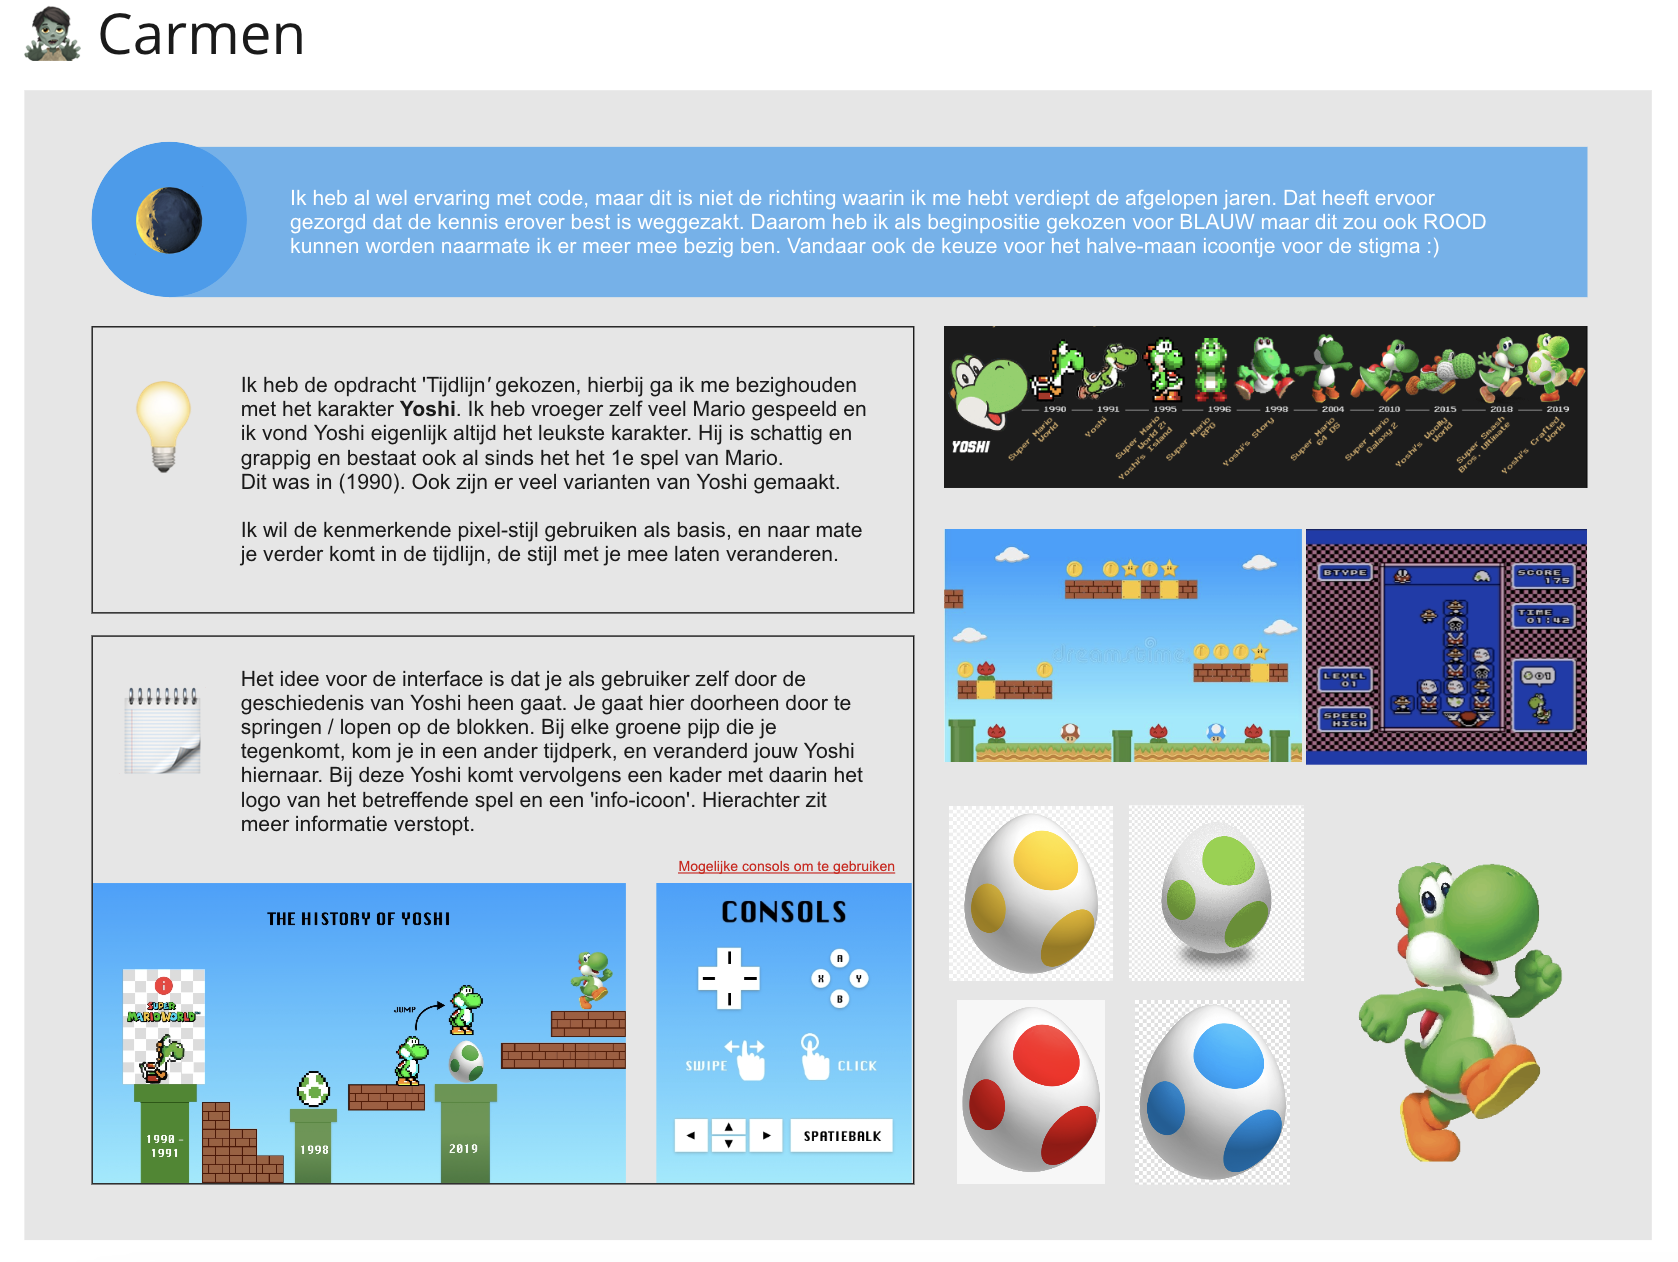 Carmen
Ik heb al wel ervaring met code, maar dit is niet de richting waarin ik me hebt verdiept de afgelopen jaren. Dat heeft ervoor
gezorgd dat de kennis erover best is weggezakt. Daarom heb ik als beginpositie gekozen voor BLAUW maar dit zou ook ROOD
kunnen worden naarmate ik er meer mee bezig ben. Vandaar ook de keuze voor het halve-maan icoontje voor de stigma :)
Ik heb de opdracht 'Tijdlijn' gekozen, hierbij ga ik me bezighouden
met het karakter Yoshi. Ik heb vroeger zelf veel Mario gespeeld en
ik vond Yoshi eigenlijk altijd het leukste karakter. Hij is schattig en
grappig en bestaat ook al sinds het het 1e spel van Mario.
Dit was in (1990). Ook zijn er veel varianten van Yoshi gemaakt.
Ik wil de kenmerkende pixel-stijl gebruiken als basis, en naar mate
je verder komt in de tijdlijn, de stijl met je mee laten veranderen.
Het idee voor de interface is dat je als gebruiker zelf door de
geschiedenis van Yoshi heen gaat. Je gaat hier doorheen door te
springen / lopen op de blokken. Bij elke groene pijp die je
tegenkomt, kom je in een ander tijdperk, en veranderd jouw Yoshi
hiernaar. Bij deze Yoshi komt vervolgens een kader met daarin het
logo van het betreffende spel en een 'info-icoon'. Hierachter zit
meer informatie verstopt.
Mogelijke consols om te gebruiken
THE HISTORY OF YOSHI
i
SUPER
MARIOWORLD
JUMP
1990 -
1991
1998
2019
CONSOLS
A
X Y
B
SWIPE
CLICK
SPATIEBALK
YOSHI
1990 1991 1995 1996 1998 2004 2010 2015 2018 2019
Super Mario
World
Yoshi
Super Mario
World 2:
Yoshi's Island
Super Mario
RPG
Yoshi's Story
Super Mario
64 DS
Super Mario
Galaxy 2
Yoshi's Woolly
World
Super Smash
Bros. Ultimate
Yoshi's Crafted
World
BTYPE
SCORE
175
TIME
01:42
LEVEL
01
SPEED
HIGH